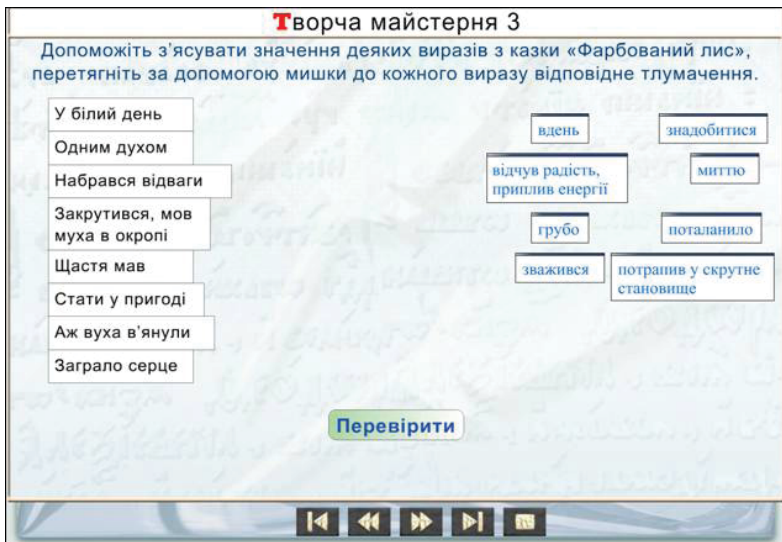 Творча майстерня 3
Допоможіть з’ясувати значення деяких виразів з казки «Фарбований лис»,
перетягніть за допомогою мишки до кожного виразу відповідне тлумачення.
У білий день
Одним духом
Набрався відваги
Закрутився, мов
муха в окропі
Щастя мав
Стати у пригоді
Аж вуха в’янули
Заграло серце
вдень
знадобитися
відчув радість,
приплив енергії
миттю
грубо
поталанило
зважився
потрапив у скрутне
становище
Перевірити